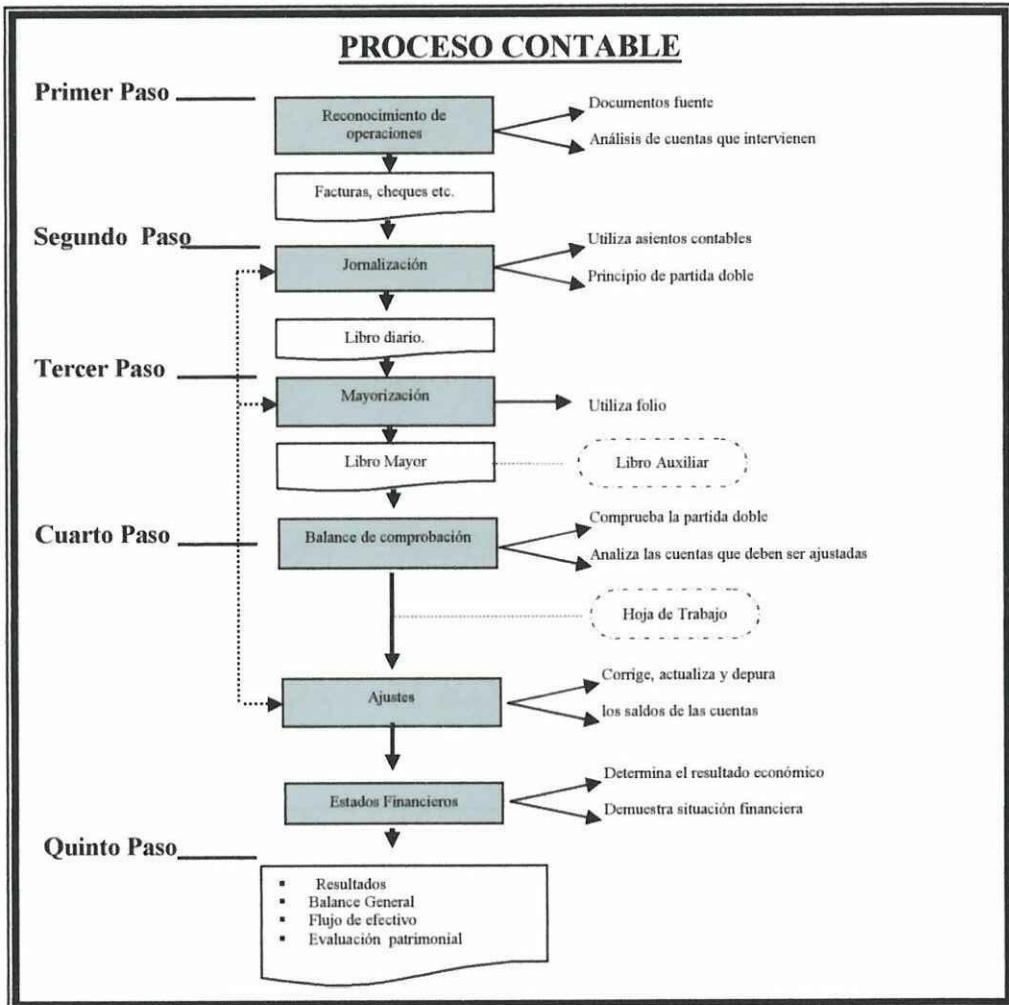 PROCESO CONTABLE
Primer Paso
Reconocimiento de
operaciones
Documentos fuente
Análisis de cuentas que intervienen
Facturas, cheques etc.
Segundo Paso
Jornalización
Utiliza asientos contables
Principio de partida doble
Libro diario.
Tercer Paso
Mayorización
Utiliza folio
Libro Mayor
Libro Auxiliar
Cuarto Paso
Balance de comprobación
Comprueba la partida doble
Analiza las cuentas que deben ser ajustadas
Hoja de Trabajo
Ajustes
Corrige, actualiza y depura
los saldos de las cuentas
Estados Financieros
Determina el resultado económico
Demuestra situación financiera
Quinto Paso
Resultados
Balance General
Flujo de efectivo
Evaluación patrimonial